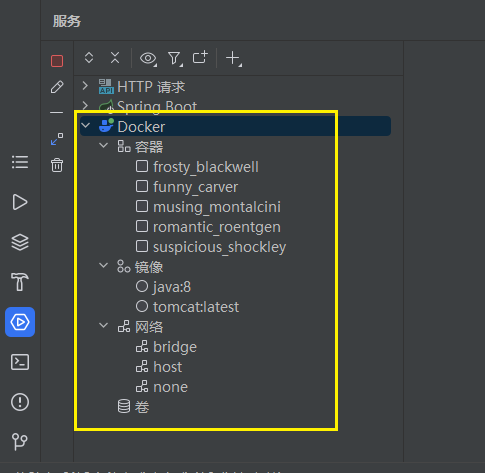 服务
HTTP 请求
Spring Boot
Docker
容器
frosty_blackwell
funny_carver
musing_montalcini
romantic_roentgen
suspicious_shockley
镜像
java:8
tomcat:latest
网络
bridge
host
none
卷